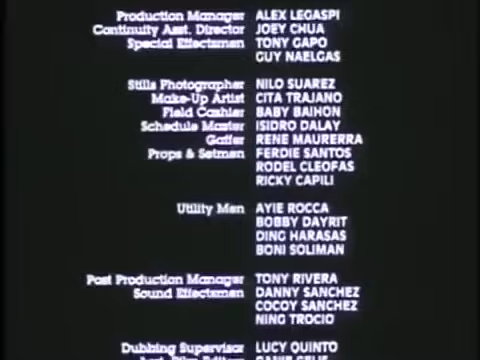 Production Manager ALEX LEGASPI
Continuity Asst. Director JOEY CHUA
Special Effectsmen TONY GAPO
GUY NAELGAS
Stills Photographer NILO SUAREZ
Make-Up Artist CITA TRAJANO
Field Cashier BABY BAIHON
Schedule Master ISIDRO DALAY
Gaffer RENE MAURERRA
Props & Setmen FERDIE SANTOS
RODEL CLEOFAS
RICKY CAPILI
Utility Men AYIE ROCCA
BOBBY DAYRIT
DING HARASAS
BONI SOLIMAN
Post Production Manager TONY RIVERA
Sound Effectsmen DANNY SANCHEZ
COCOY SANCHEZ
NING TROCIO
Dubbing Supervisor LUCY QUINTO